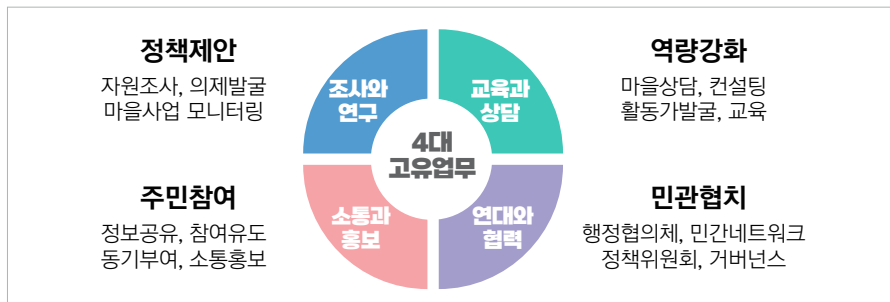 정책제안
자원조사, 의제발굴
마을사업 모니터링
조사와
연구
교육과
상담
역량강화
마을상담, 컨설팅
활동가발굴, 교육
4대
고유업무
주민참여
정보공유, 참여유도
동기부여, 소통홍보
소통과
홍보
연대와
협력
민관협치
행정협의체, 민간네트워크
정책위원회, 거버넌스